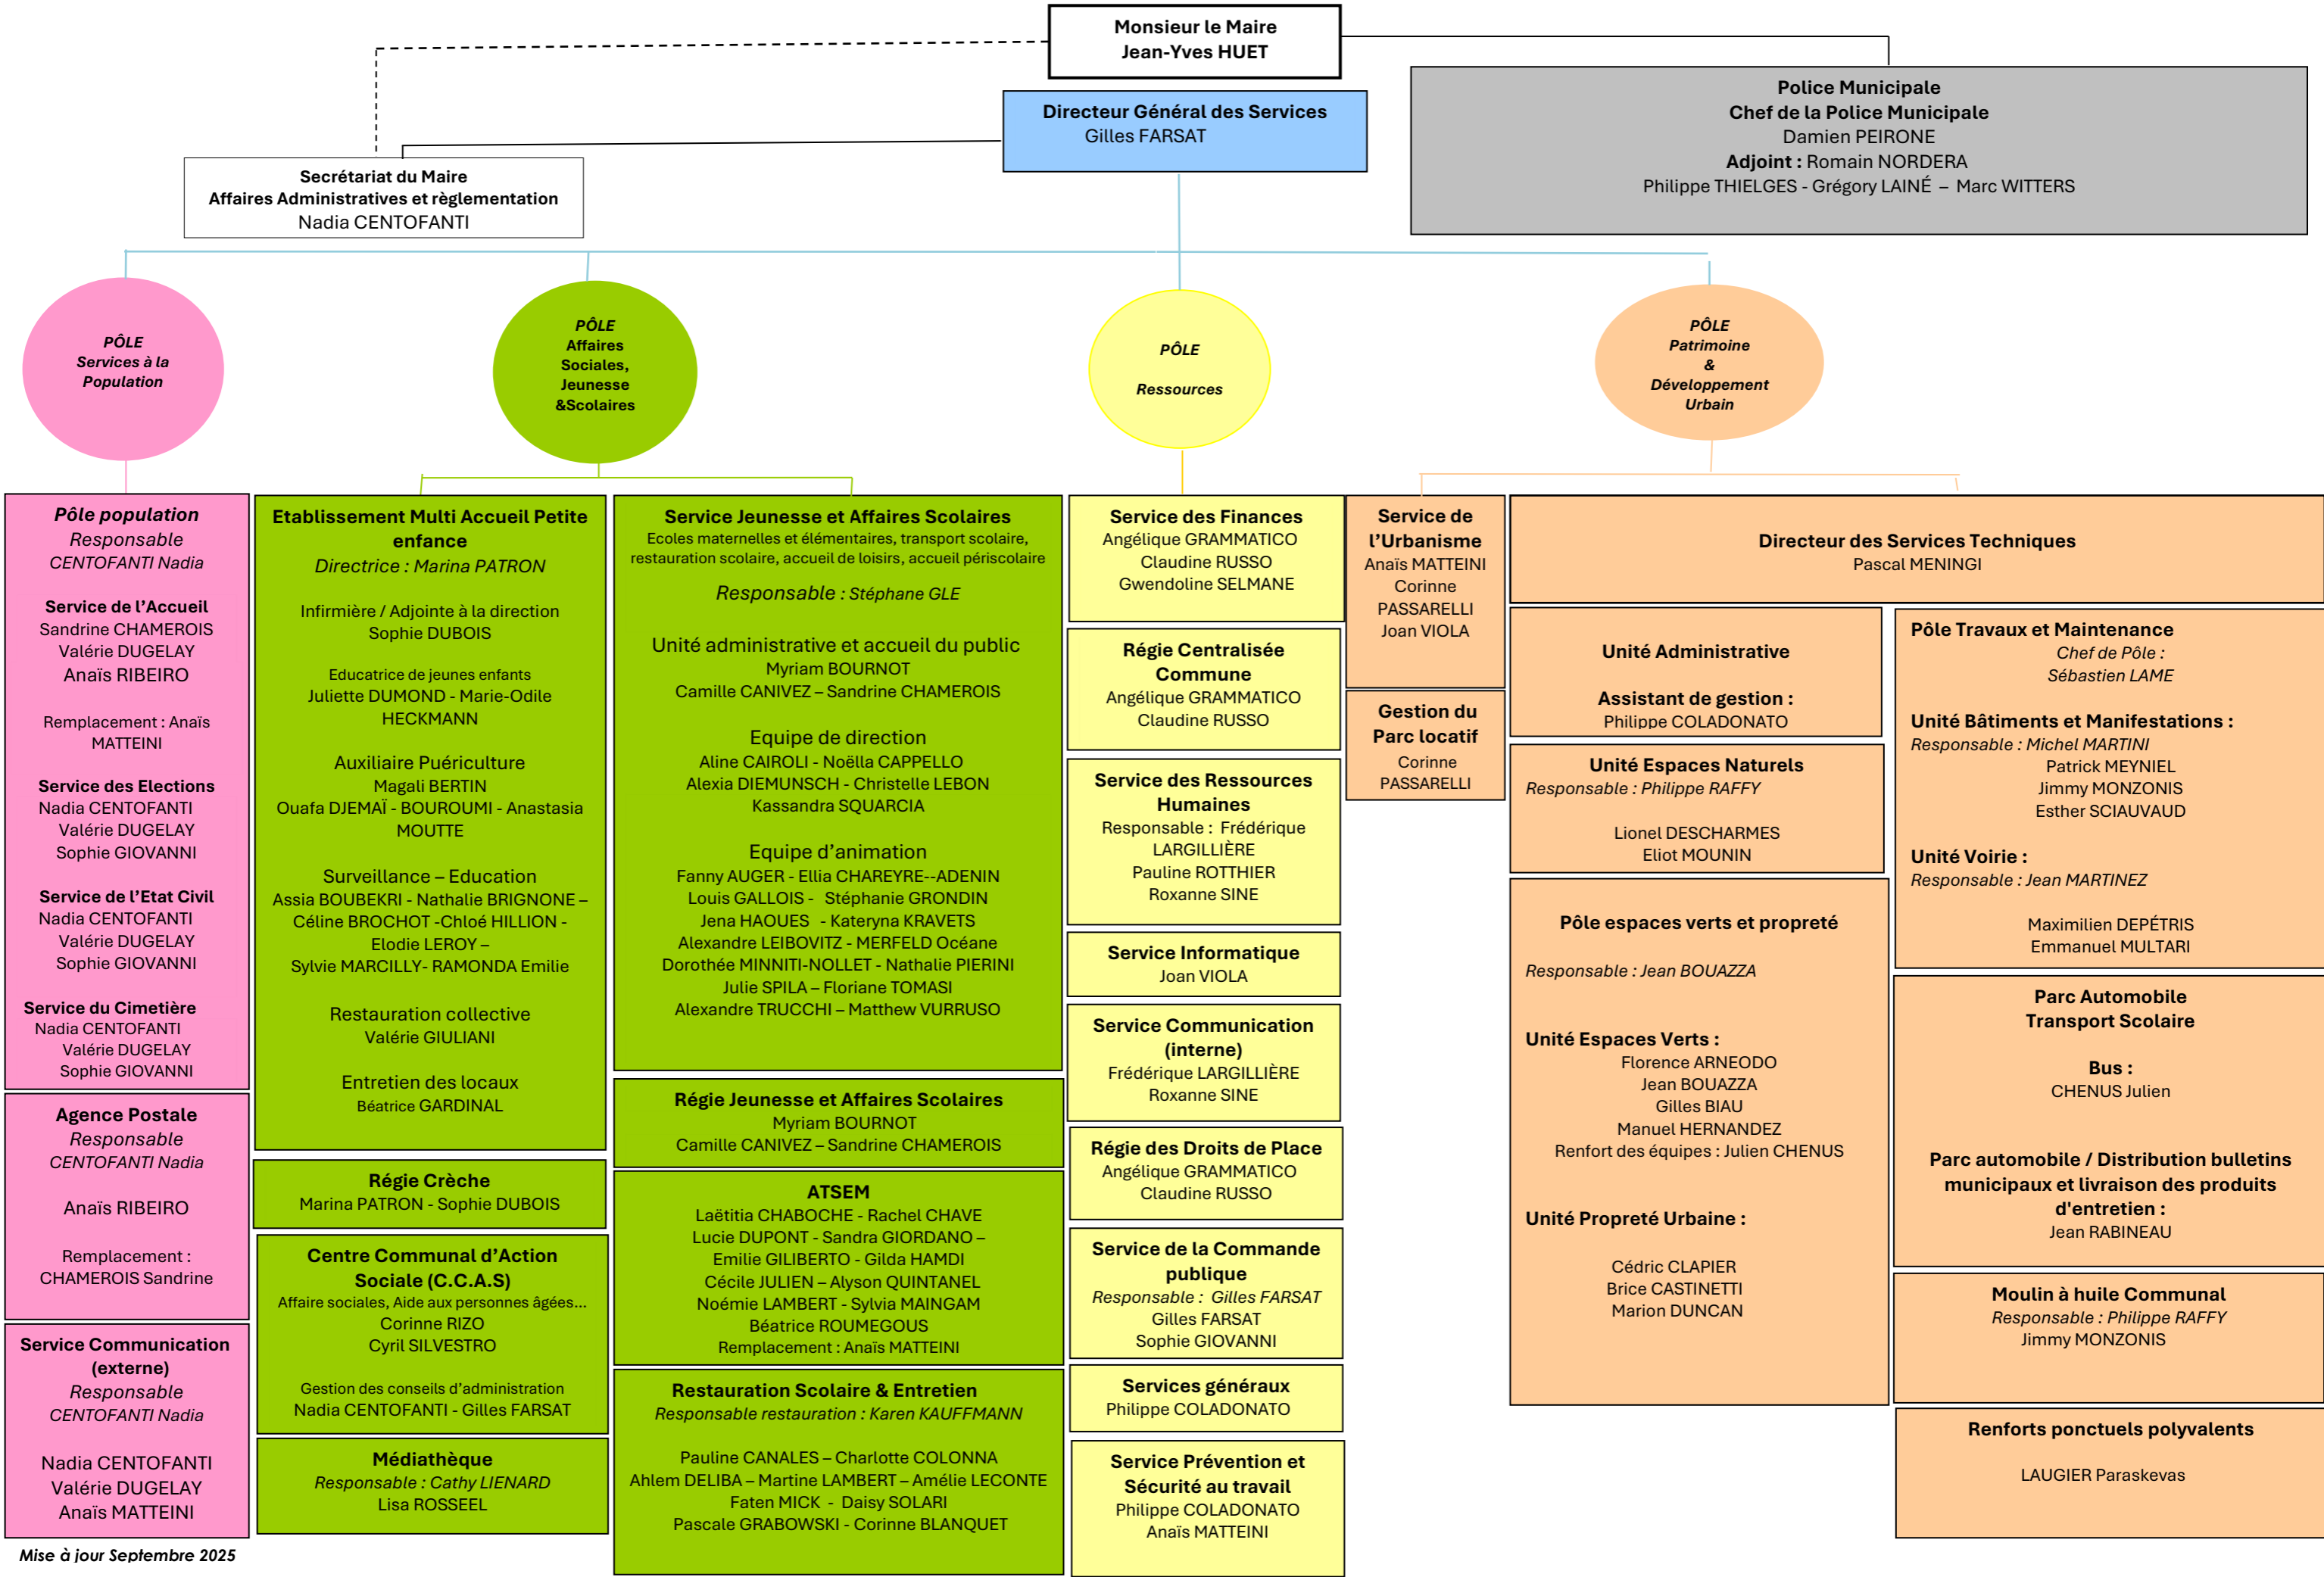 Monsieur le Maire
Jean-Yves HUET
Directeur Général des Services
Gilles FARSAT
Police Municipale
Chef de la Police Municipale
Damien PEIRONE
Adjoint : Romain NORDERA
Philippe THIELGES - Grégory LAINÉ – Marc WITTERS
Secrétariat du Maire
Affaires Administratives et règlementation
Nadia CENTOFANTI
PÔLE
Services à la
Population
PÔLE
Affaires
Sociales,
Jeunesse
&Scolaires
PÔLE
Ressources
PÔLE
Patrimoine
&
Développement
Urbain
Pôle population
Responsable
CENTOFANTI Nadia
Service de l’Accueil
Sandrine CHAMEROIS
Valérie DUGELAY
Anaïs RIBEIRO
Remplacement : Anaïs
MATTEINI
Service des Elections
Nadia CENTOFANTI
Valérie DUGELAY
Sophie GIOVANNI
Service de l’Etat Civil
Nadia CENTOFANTI
Valérie DUGELAY
Sophie GIOVANNI
Service du Cimetière
Nadia CENTOFANTI
Valérie DUGELAY
Sophie GIOVANNI
Agence Postale
Responsable
CENTOFANTI Nadia
Anaïs RIBEIRO
Remplacement :
CHAMEROIS Sandrine
Service Communication
(externe)
Responsable
CENTOFANTI Nadia
Nadia CENTOFANTI
Valérie DUGELAY
Anaïs MATTEINI
Mise à jour Septembre 2025
Etablissement Multi Accueil Petite
enfance
Directrice : Marina PATRON
Infirmière / Adjointe à la direction
Sophie DUBOIS
Educatrice de jeunes enfants
Juliette DUMOND - Marie-Odile
HECKMANN
Auxiliaire Puériculture
Magali BERTIN
Ouafa DJEMAÏ - BOUROUMI - Anastasia
MOUTTE
Surveillance – Education
Assia BOUBEKRI - Nathalie BRIGNONE –
Céline BROCHOT -Chloé HILLION -
Elodie LEROY –
Sylvie MARCILLY- RAMONDA Emilie
Restauration collective
Valérie GIULIANI
Entretien des locaux
Béatrice GARDINAL
Régie Crèche
Marina PATRON - Sophie DUBOIS
Centre Communal d’Action
Sociale (C.C.A.S)
Affaire sociales, Aide aux personnes âgées...
Corinne RIZO
Cyril SILVESTRO
Gestion des conseils d’administration
Nadia CENTOFANTI - Gilles FARSAT
Médiathèque
Responsable : Cathy LIENARD
Lisa ROSSEEL
Service Jeunesse et Affaires Scolaires
Ecoles maternelles et élémentaires, transport scolaire,
restauration scolaire, accueil de loisirs, accueil périscolaire
Responsable : Stéphane GLE
Unité administrative et accueil du public
Myriam BOURNOT
Camille CANIVEZ – Sandrine CHAMEROIS
Equipe de direction
Aline CAIROLI - Noëlla CAPPELLO
Alexia DIEMUNSCH - Christelle LEBON
Kassandra SQUARCIA
Equipe d’animation
Fanny AUGER - Ellia CHAREYRE--ADENIN
Louis GALLOIS - Stéphanie GRONDIN
Jena HAOUES - Kateryna KRAVETS
Alexandre LEIBOVITZ - MERFELD Océane
Dorothée MINNITI-NOLLET - Nathalie PIERINI
Julie SPILA – Floriane TOMASI
Alexandre TRUCCHI – Matthew VURRUSO
Régie Jeunesse et Affaires Scolaires
Myriam BOURNOT
Camille CANIVEZ – Sandrine CHAMEROIS
ATSEM
Laëtitia CHABOCHE - Rachel CHAVE
Lucie DUPONT - Sandra GIORDANO –
Emilie GILIBERTO - Gilda HAMDI
Cécile JULIEN – Alyson QUINTANEL
Noémie LAMBERT - Sylvia MAINGAM
Béatrice ROUMEGOUS
Remplacement : Anaïs MATTEINI
Restauration Scolaire & Entretien
Responsable restauration : Karen KAUFFMANN
Pauline CANALES – Charlotte COLONNA
Ahlem DELIBA – Martine LAMBERT – Amélie LECONTE
Faten MICK - Daisy SOLARI
Pascale GRABOWSKI - Corinne BLANQUET
Service des Finances
Angélique GRAMMATICO
Claudine RUSSO
Gwendoline SELMANE
Régie Centralisée
Commune
Angélique GRAMMATICO
Claudine RUSSO
Service des Ressources
Humaines
Responsable : Frédérique
LARGILLIÈRE
Pauline ROTTHIER
Roxanne SINE
Service Informatique
Joan VIOLA
Service Communication
(interne)
Frédérique LARGILLIÈRE
Roxanne SINE
Régie des Droits de Place
Angélique GRAMMATICO
Claudine RUSSO
Service de la Commande
publique
Responsable : Gilles FARSAT
Gilles FARSAT
Sophie GIOVANNI
Services généraux
Philippe COLADONATO
Service Prévention et
Sécurité au travail
Philippe COLADONATO
Anaïs MATTEINI
Service de
l’Urbanisme
Anaïs MATTEINI
Corinne
PASSARELLI
Joan VIOLA
Gestion du
Parc locatif
Corinne
PASSARELLI
Directeur des Services Techniques
Pascal MENINGI
Unité Administrative
Assistant de gestion :
Philippe COLADONATO
Unité Espaces Naturels
Responsable : Philippe RAFFY
Lionel DESCHARMES
Eliot MOUNIN
Pôle espaces verts et propreté
Responsable : Jean BOUAZZA
Unité Espaces Verts :
Florence ARNEODO
Jean BOUAZZA
Gilles BIAU
Manuel HERNANDEZ
Renfort des équipes : Julien CHENUS
Unité Propreté Urbaine :
Cédric CLAPIER
Brice CASTINETTI
Marion DUNCAN
Pôle Travaux et Maintenance
Chef de Pôle :
Sébastien LAME
Unité Bâtiments et Manifestations :
Responsable : Michel MARTINI
Patrick MEYNIEL
Jimmy MONZONIS
Esther SCIAUVAUD
Unité Voirie :
Responsable : Jean MARTINEZ
Maximilien DEPÉTRIS
Emmanuel MULTARI
Parc Automobile
Transport Scolaire
Bus :
CHENUS Julien
Parc automobile / Distribution bulletins
municipaux et livraison des produits
d'entretien :
Jean RABINEAU
Moulin à huile Communal
Responsable : Philippe RAFFY
Jimmy MONZONIS
Renforts ponctuels polyvalents
LAUGIER Paraskevas